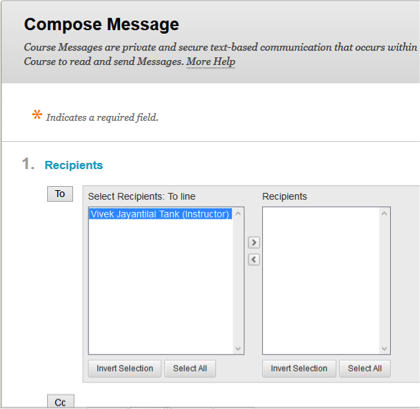 Compose Message
Course Messages are private and secure text-based communication that occurs within
Course to read and send Messages. More Help
* Indicates a required field.
1. Recipients
To
Select Recipients: To line
Recipients
Vivek Jayantilal Tank (Instructor)
Invert Selection Select All
Invert Selection Select All
Cc